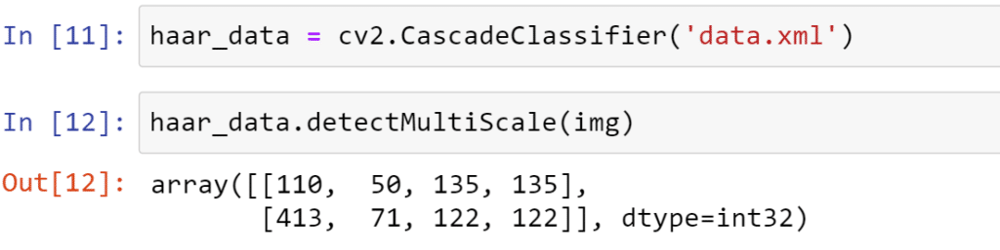 In [11]: haar_data = cv2.CascadeClassifier('data.xml')
In [12]: haar_data.detectMultiScale(img)
Out[12]: array([[110,  50, 135, 135],
       [413,  71, 122, 122]], dtype=int32)